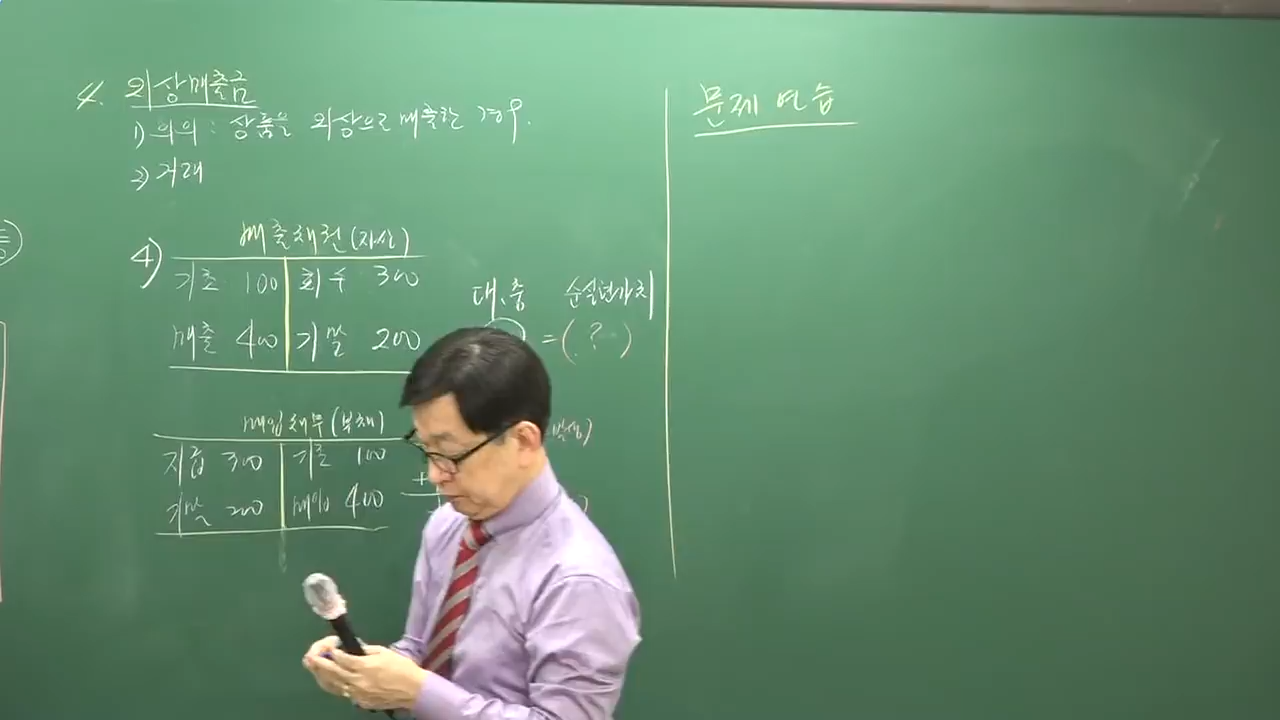 4. 외상매출금
1) 의의 : 상품을 외상으로 매출한 경우.
2) 거래
4) 매출채권(자산)
기초 100 회수 300
매출 400 기말 200
대.충 순실현가치
= ( ? )
매입채무(부채)
지급 300 기초 100
기말 200 매입 400
+
문제 연습